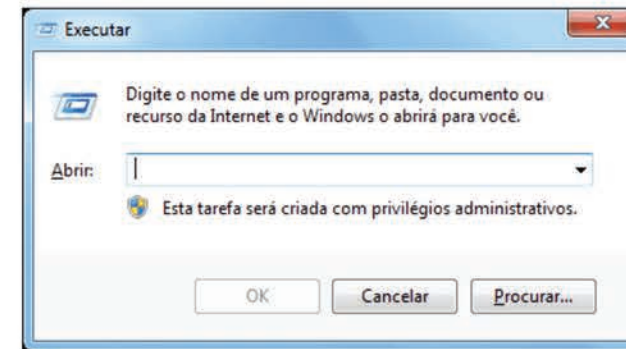 Executar
Digite o nome de um programa, pasta, documento ou
recurso da Internet e o Windows o abrirá para você.
Abrir:
Esta tarefa será criada com privilégios administrativos.
OK Cancelar Procurar...